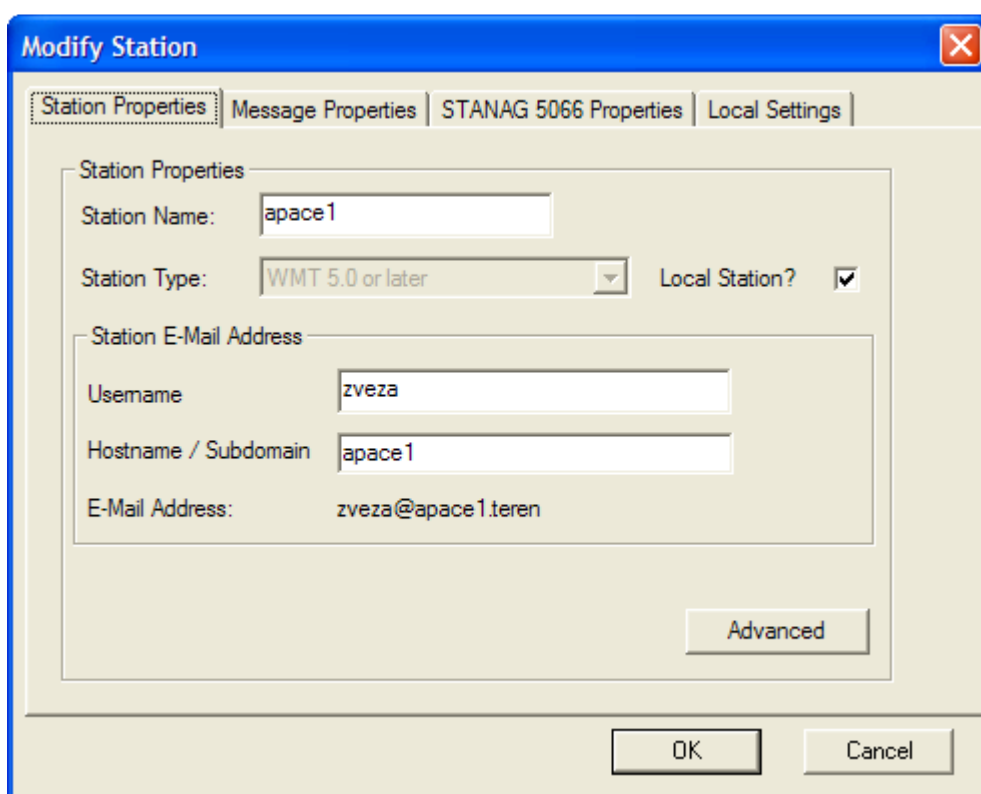 Modify Station
Station Properties Message Properties STANAG 5066 Properties Local Settings
Station Properties
Station Name: apace1
Station Type: WMT 5.0 or later Local Station?
Station E-Mail Address
Username zveza
Hostname / Subdomain apace1
E-Mail Address: zveza@apace1.teren
Advanced
OK Cancel